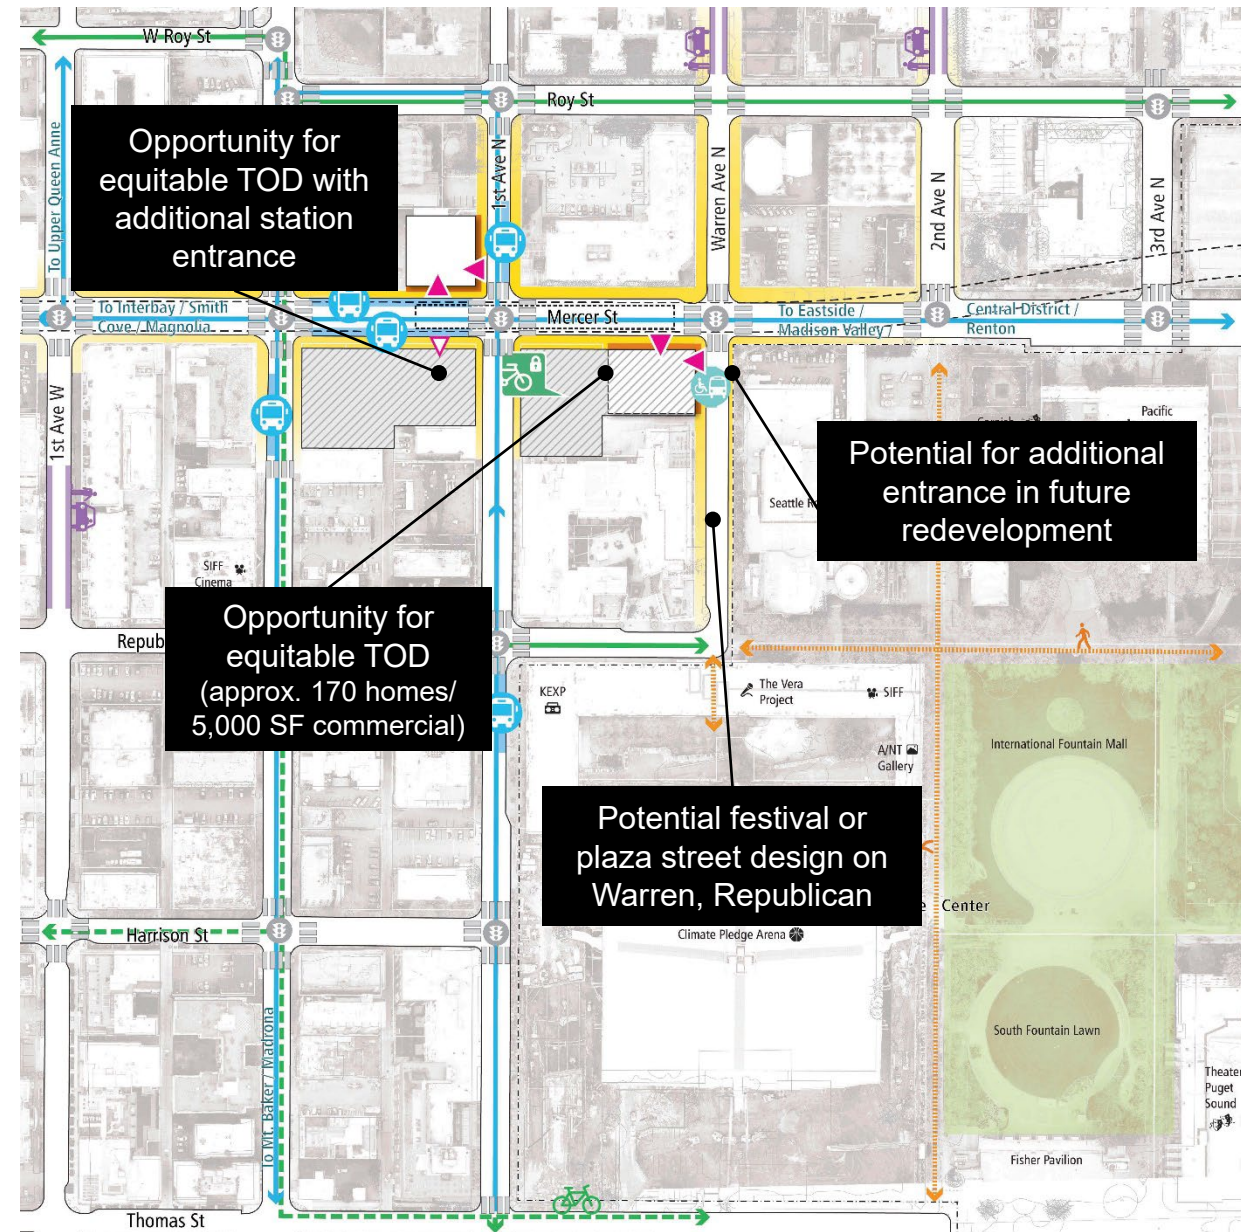 W Roy St
Roy St
To Upper Queen Anne
1st Ave N
Warren Ave N
2nd Ave N
3rd Ave N
Opportunity for
equitable TOD with
additional station
entrance
To Interbay / Smith
Cove / Magnolia
Mercer St
To Eastside /
Madison Valley /
Central District /
Renton
1st Ave W
Pacific
Potential for additional
entrance in future
redevelopment
Seattle R
SIFF
Cinema
Opportunity for
equitable TOD
(approx. 170 homes/
5,000 SF commercial)
Repub
KEXP
The Vera
Project
SIFF
A/NT
Gallery
International Fountain Mall
Potential festival or
plaza street design on
Warren, Republican
e Center
Harrison St
Climate Pledge Arena
South Fountain Lawn
To Mt. Baker / Madrona
Theater
Puget
Sound
Fisher Pavilion
Thomas St